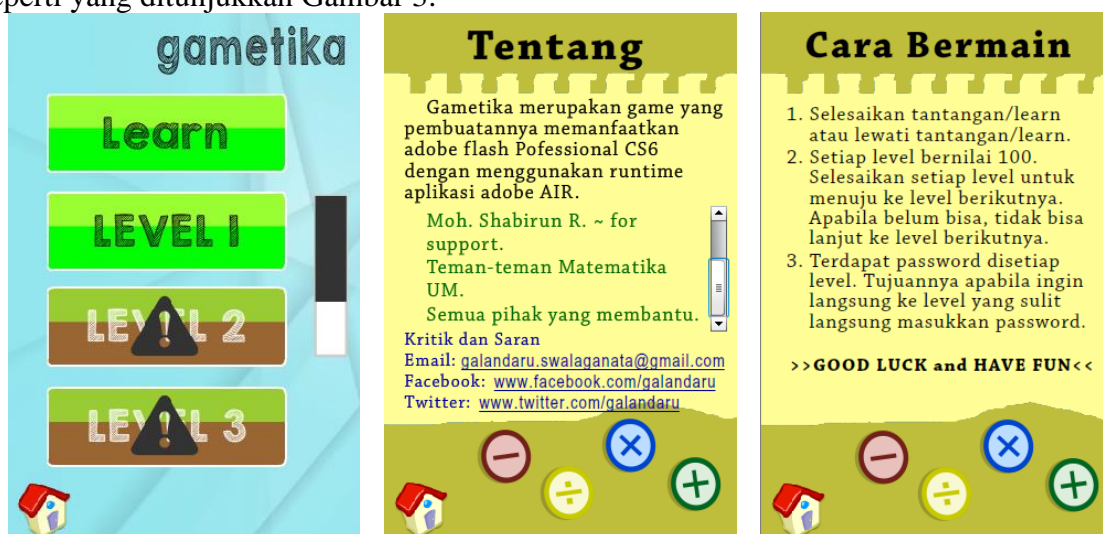 eperti yang ditunjukkan Gambar 3.
gametika
Learn
LEVEL 1
LEVEL 2
LEVEL 3
Tentang
Gametika merupakan game yang
pembuatannya memanfaatkan
adobe flash Pofessional CS6
dengan menggunakan runtime
aplikasi adobe AIR.
Moh. Shabirun R. ~ for
support.
Teman-teman Matematika
UM.
Semua pihak yang membantu.
Kritik dan Saran
Email: galandaru.swalaganata@gmail.com
Facebook: www.facebook.com/galandaru
Twitter: www.twitter.com/galandaru
Cara Bermain
1. Selesaikan tantangan/learn
atau lewati tantangan/learn.
2. Setiap level bernilai 100.
Selesaikan setiap level untuk
menuju ke level berikutnya.
Apabila belum bisa, tidak bisa
lanjut ke level berikutnya.
3. Terdapat password disetiap
level. Tujuannya apabila ingin
langsung ke level yang sulit
langsung masukkan password.
>>GOOD LUCK and HAVE FUN<<